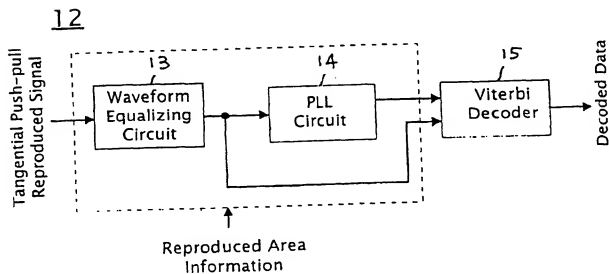 12
13
14
15
Tangential Push-pull
Reproduced Signal
Waveform
Equalizing
Circuit
PLL
Circuit
Viterbi
Decoder
Decoded Data
Reproduced Area
Information